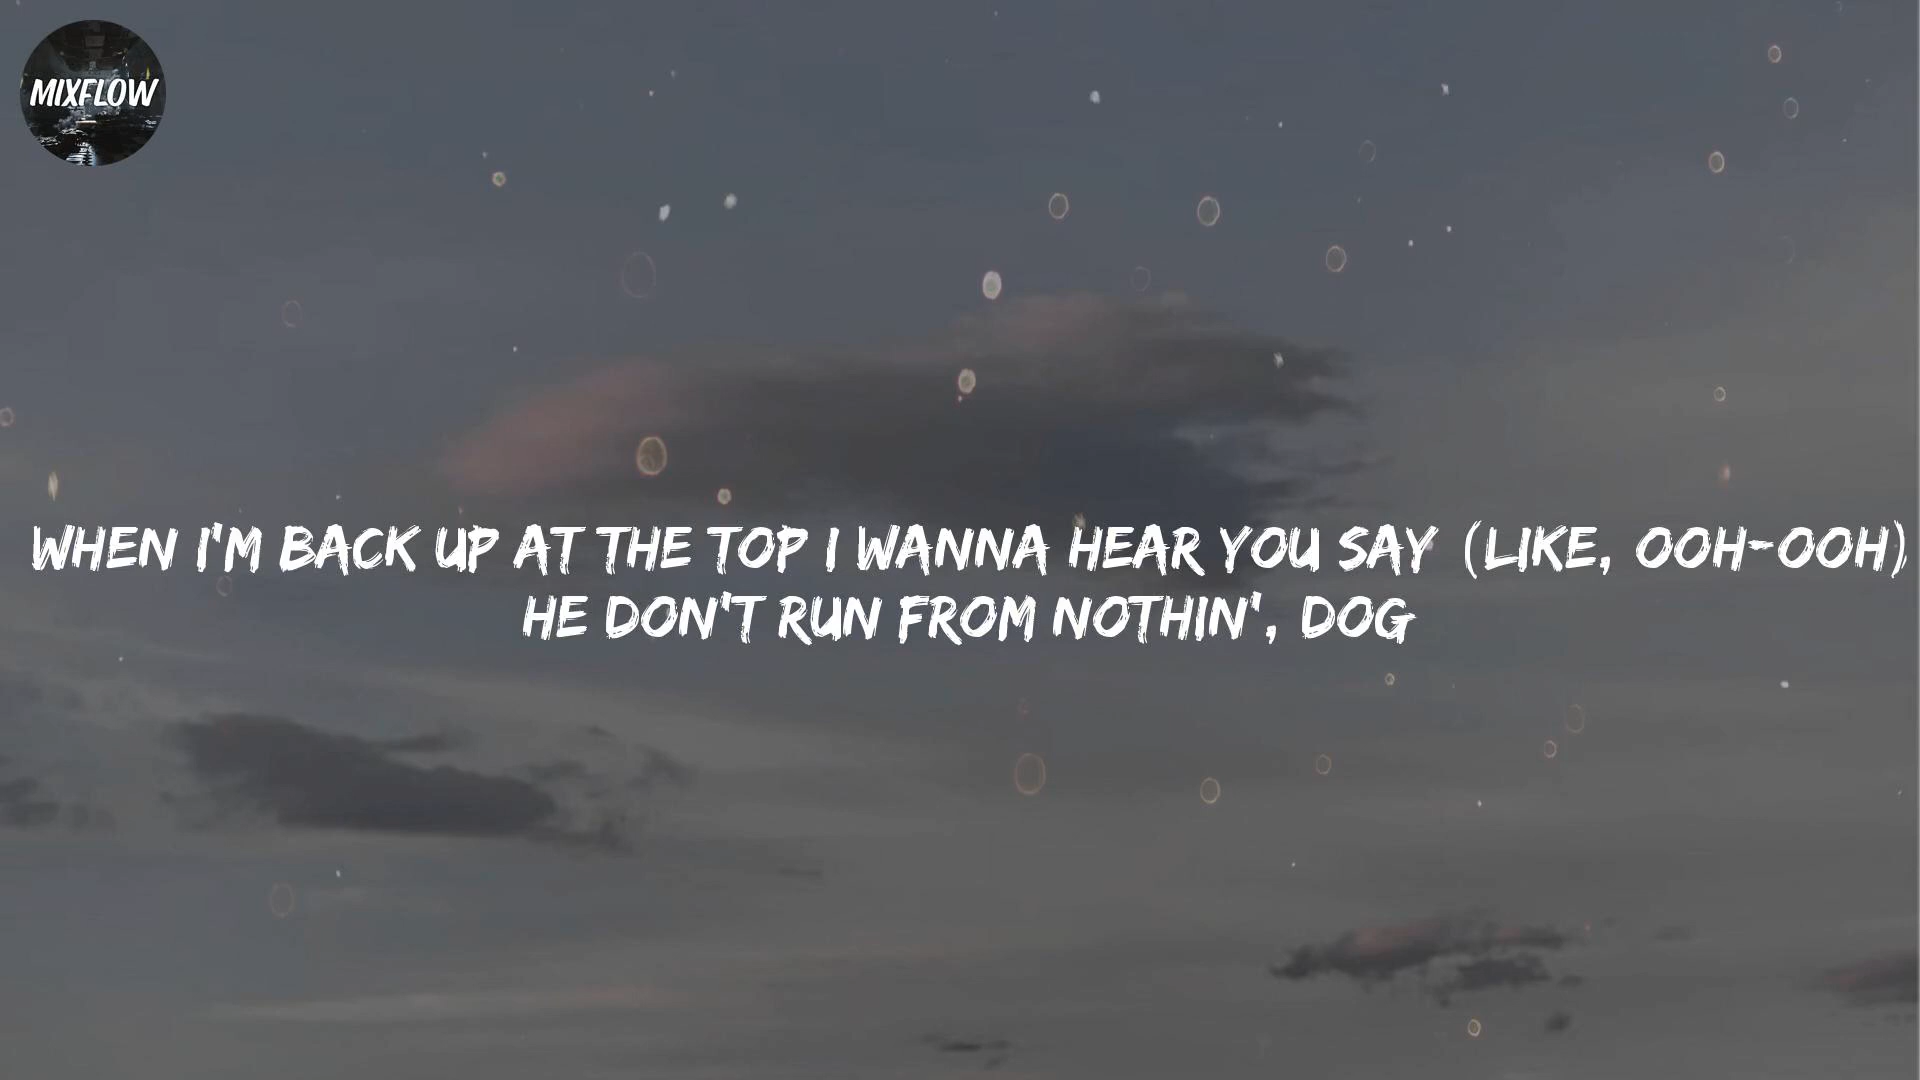 MIXFLOW
WHEN I'M BACK UP AT THE TOP I WANNA HEAR YOU SAY (LIKE, OOH-OOH)
HE DON'T RUN FROM NOTHIN', DOG